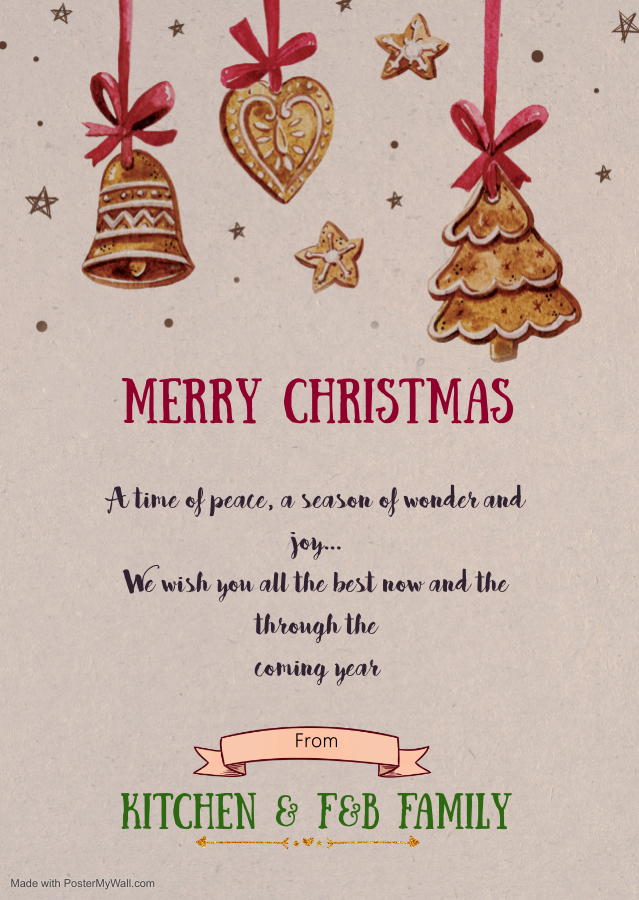 MERRY CHRISTMAS
A time of peace, a season of wonder and
joy...
We wish you all the best now and the
through the
coming year
From
KITCHEN & F&B FAMILY
Made with PosterMyWall.com